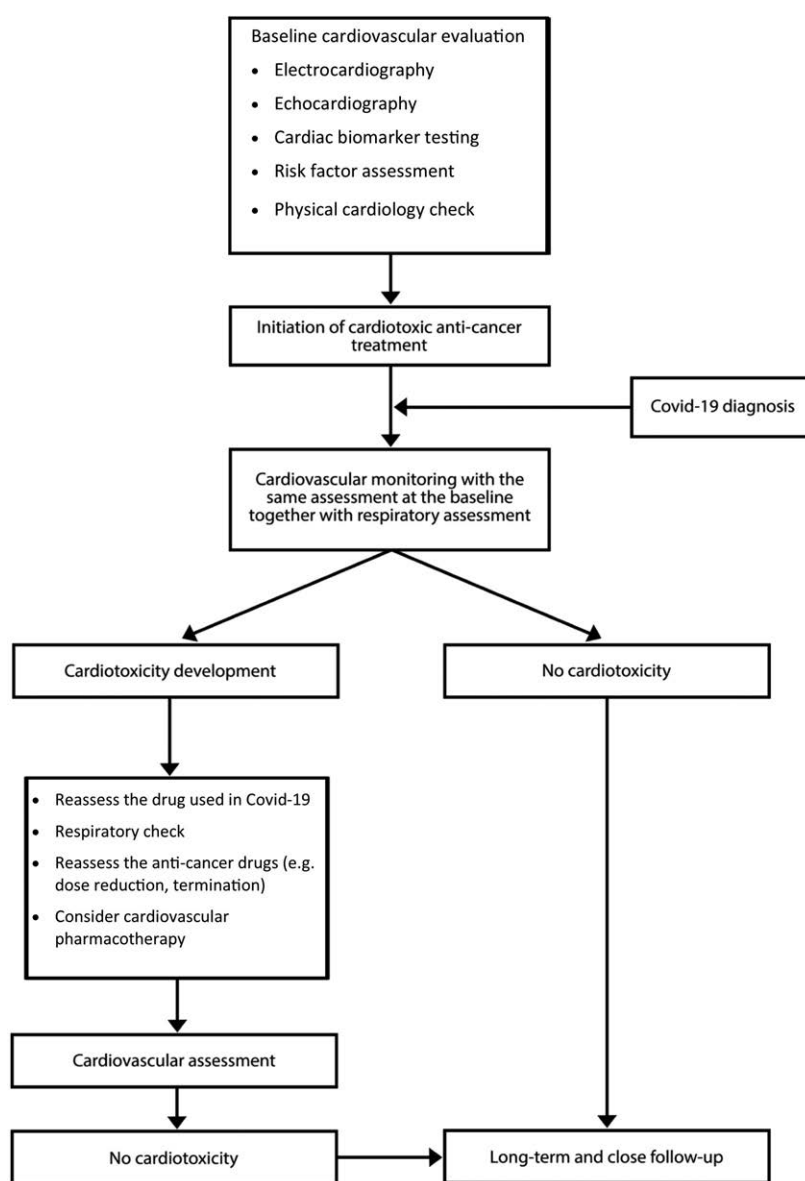 Baseline cardiovascular evaluation
• Electrocardiography
• Echocardiography
• Cardiac biomarker testing
• Risk factor assessment
• Physical cardiology check
Initiation of cardiotoxic anti-cancer
treatment
Covid-19 diagnosis
Cardiovascular monitoring with the
same assessment at the baseline
together with respiratory assessment
Cardiotoxicity development
No cardiotoxicity
• Reassess the drug used in Covid-19
• Respiratory check
• Reassess the anti-cancer drugs (e.g.
dose reduction, termination)
• Consider cardiovascular
pharmacotherapy
Cardiovascular assessment
No cardiotoxicity
Long-term and close follow-up